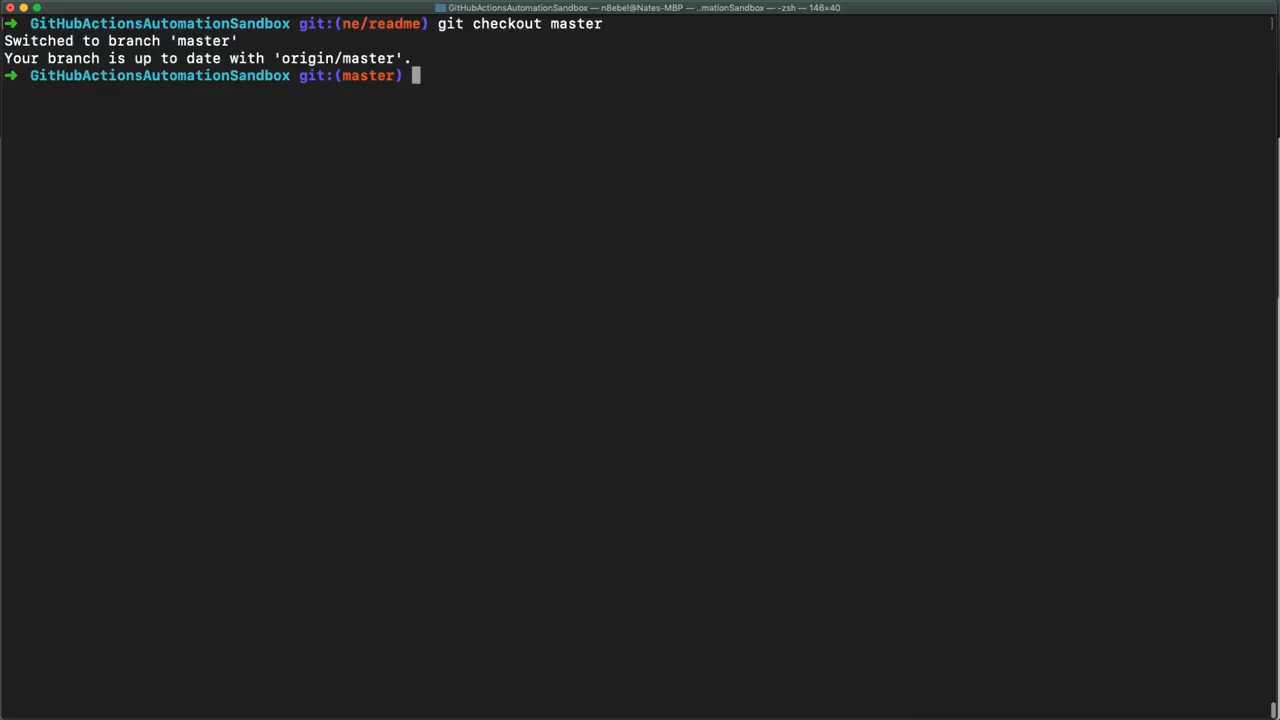 GitHubActionsAutomationSandbox — n8ebel@Nates-MBP — ..mationSandbox — -zsh — 146×40
➜ GitHubActionsAutomationSandbox git:(ne/readme) git checkout master
Switched to branch 'master'
Your branch is up to date with 'origin/master'.
➜ GitHubActionsAutomationSandbox git:(master)